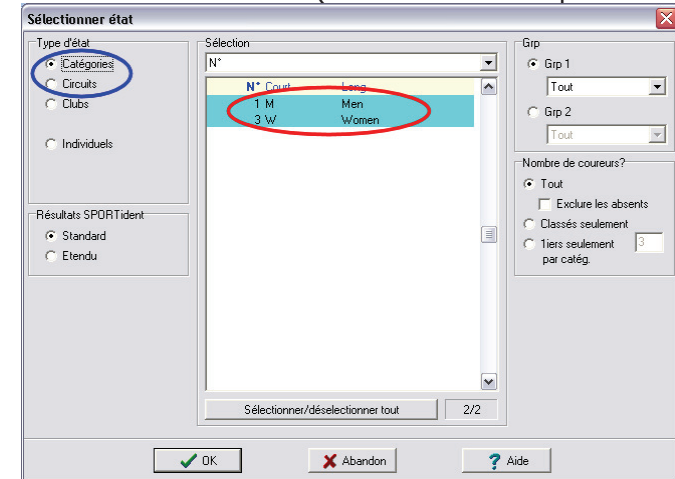 Sélectionner état
Type d'état
Catégories
Circuits
Clubs
Individuels
Résultats SPORTident
Standard
Etendu
Sélection
N°
N° Court Long
1 M Men
3 W Women
Sélectionner/déselectionner tout 2/2
Grp
Grp 1
Tout
Grp 2
Tout
Nombre de coureurs?
Tout
Exclure les absents
Classés seulement
1iers seulement 3
par catég.
OK Abandon Aide